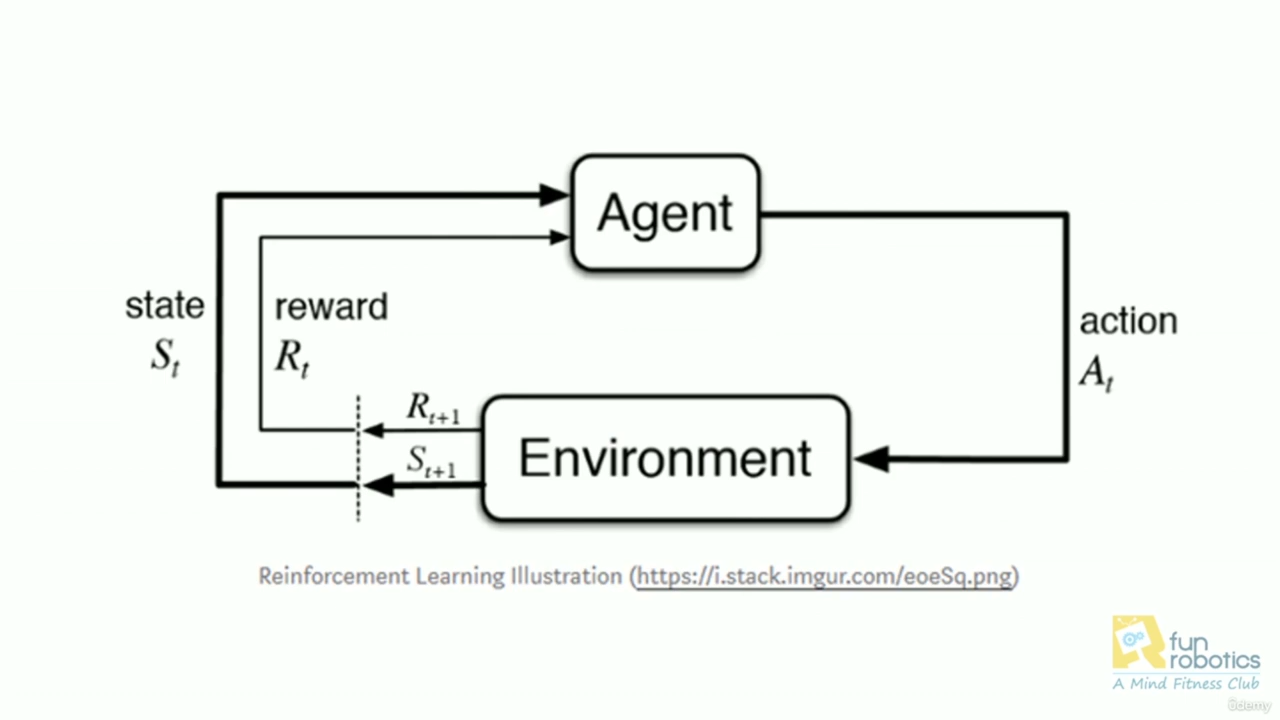 Agent
state
S_t
reward
R_t
action
A_t
R_{t+1}
S_{t+1}
Environment
Reinforcement Learning Illustration (https://i.stack.imgur.com/eoeSq.png)
fun
robotics
A Mind Fitness Club
ûdemy